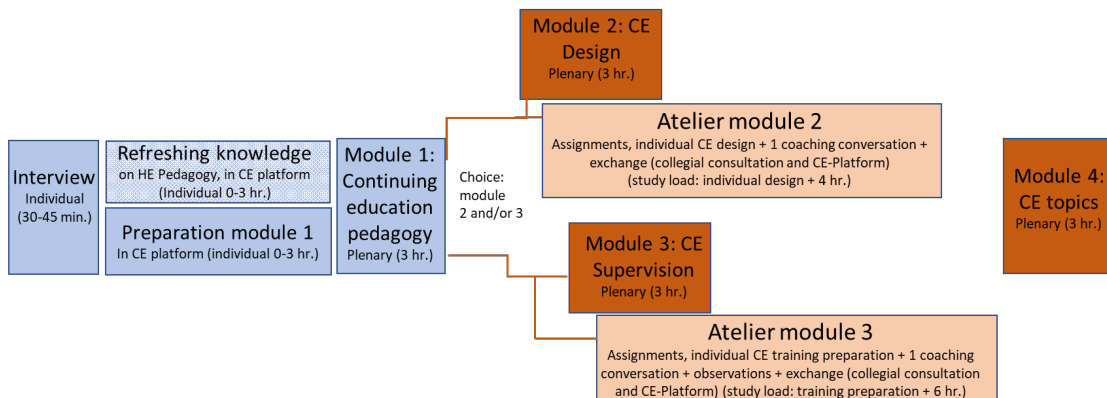 Interview
Individual
(30-45 min.)
Refreshing knowledge
on HE Pedagogy, in CE platform
(Individual 0-3 hr.)
Preparation module 1
In CE platform (individual 0-3 hr.)
Module 1:
Continuing
education
pedagogy
Plenary (3 hr.)
Choice:
module
2 and/or 3
Module 2: CE
Design
Plenary (3 hr.)
Atelier module 2
Assignments, individual CE design + 1 coaching conversation +
exchange (collegial consultation and CE-Platform)
(study load: individual design + 4 hr.)
Module 3: CE
Supervision
Plenary (3 hr.)
Atelier module 3
Assignments, individual CE training preparation + 1 coaching
conversation + observations + exchange (collegial consultation
and CE-Platform) (study load: training preparation + 6 hr.)
Module 4:
CE topics
Plenary (3 hr.)